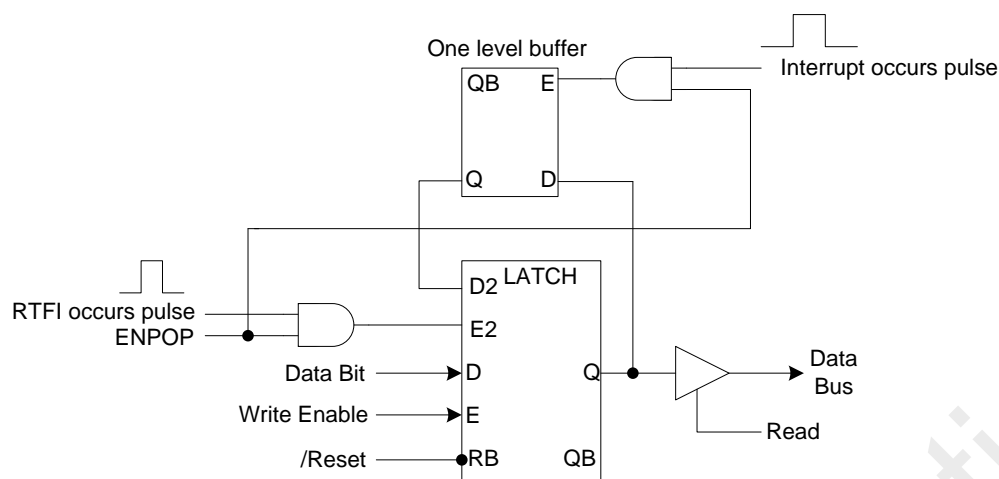 One level buffer
Interrupt occurs pulse
QB E
Q D
RTFI occurs pulse
ENPOP
LATCH
D2
E2
Data Bit
D
Q
Data
Bus
Write Enable
E
Read
/Reset
RB
QB